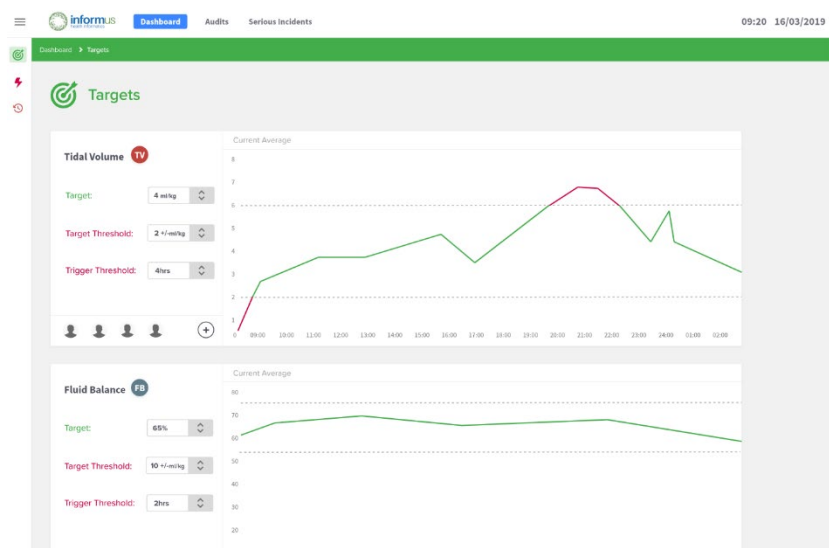 informus
health informatics
Dashboard
Audits
Serious Incidents
09:20 16/03/2019
Dashboard > Targets
Targets
Tidal Volume TV
Target: 4 ml/kg
Target Threshold: 2 +/-ml/kg
Trigger Threshold: 4hrs
Current Average
8
7
6
5
4
3
2
1
0 09:00 10:00 11:00 12:00 13:00 14:00 15:00 16:00 17:00 18:00 19:00 20:00 21:00 22:00 23:00 24:00 01:00 02:00
Fluid Balance FB
Target: 65%
Target Threshold: 10 +/-ml/kg
Trigger Threshold: 2hrs
Current Average
80
70
60
50
40
30
20